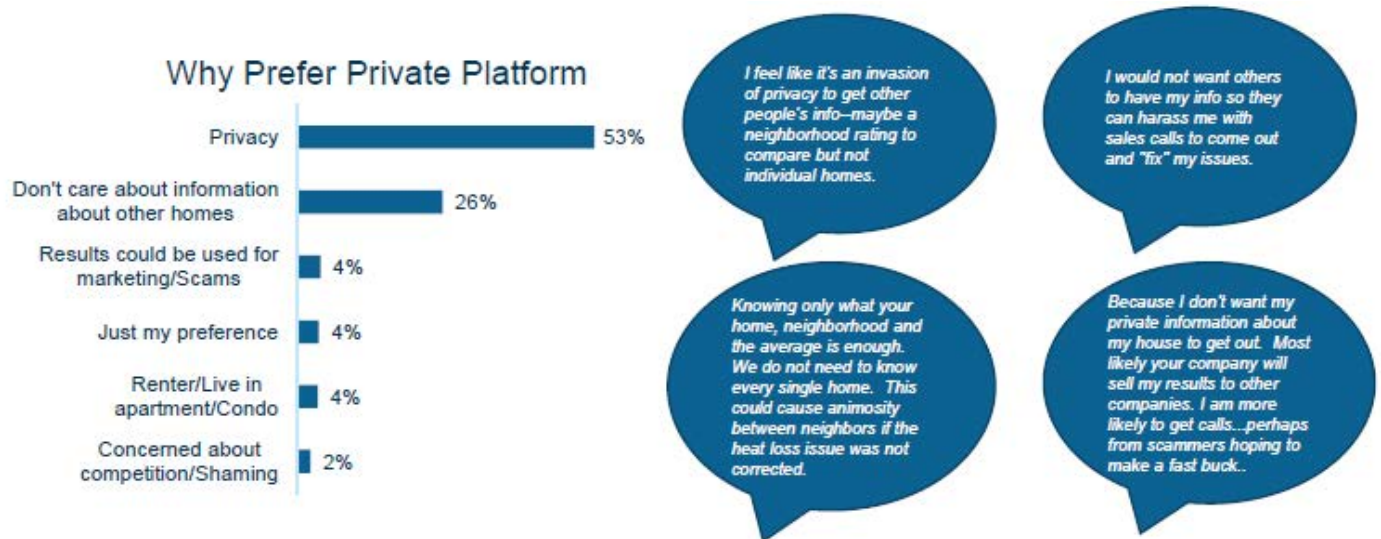 Why Prefer Private Platform
Privacy
53%
Don't care about information
about other homes
26%
Results could be used for
marketing/Scams
4%
Just my preference
4%
Renter/Live in
apartment/Condo
4%
Concerned about
competition/Shaming
2%
I feel like it's an invasion
of privacy to get other
people's info--maybe a
neighborhood rating to
compare but not
individual homes.
I would not want others
to have my info so they
can harass me with
sales calls to come out
and "fix" my issues.
Knowing only what your
home, neighborhood and
the average is enough.
We do not need to know
every single home. This
could cause animosity
between neighbors if the
heat loss issue was not
corrected.
Because I don't want my
private information about
my house to get out. Most
likely your company will
sell my results to other
companies. I am more
likely to get calls...perhaps
from scammers hoping to
make a fast buck..